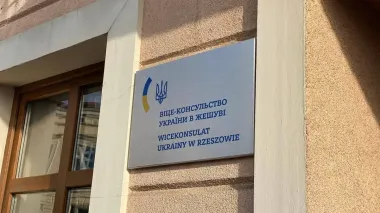 ВІЦЕ-КОНСУЛЬСТВО
УКРАЇНИ В ЖЕШУВІ
WICEKONSULAT
UKRAINY W RZESZOWIE